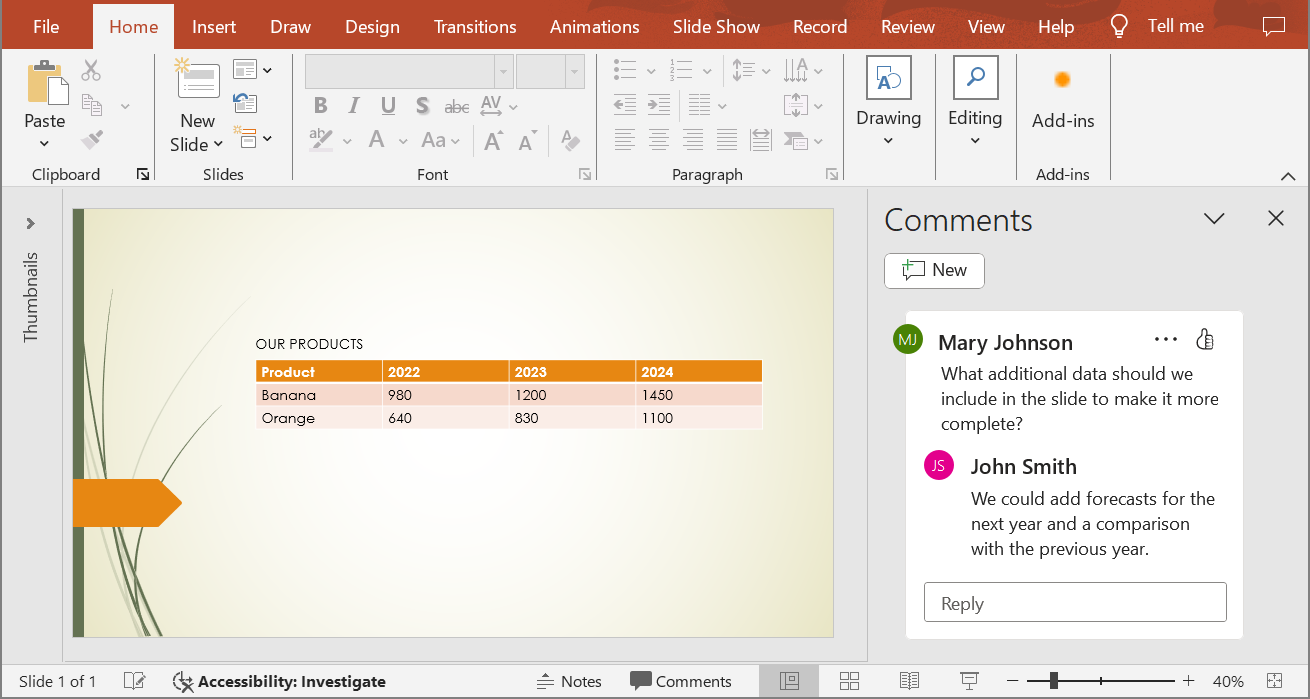 File Home Insert Draw Design Transitions Animations Slide Show Record Review View Help Tell me
Paste
New
Slide
B I U S abc AV
ab A Aa A A A
Drawing
Editing
Add-ins
Clipboard Slides Font Paragraph Add-ins
Thumbnails
OUR PRODUCTS
Product 2022 2023 2024
Banana 980 1200 1450
Orange 640 830 1100
Comments
New
MJ Mary Johnson
What additional data should we
include in the slide to make it more
complete?
JS John Smith
We could add forecasts for the
next year and a comparison
with the previous year.
Reply
Slide 1 of 1 Accessibility: Investigate Notes Comments 40%